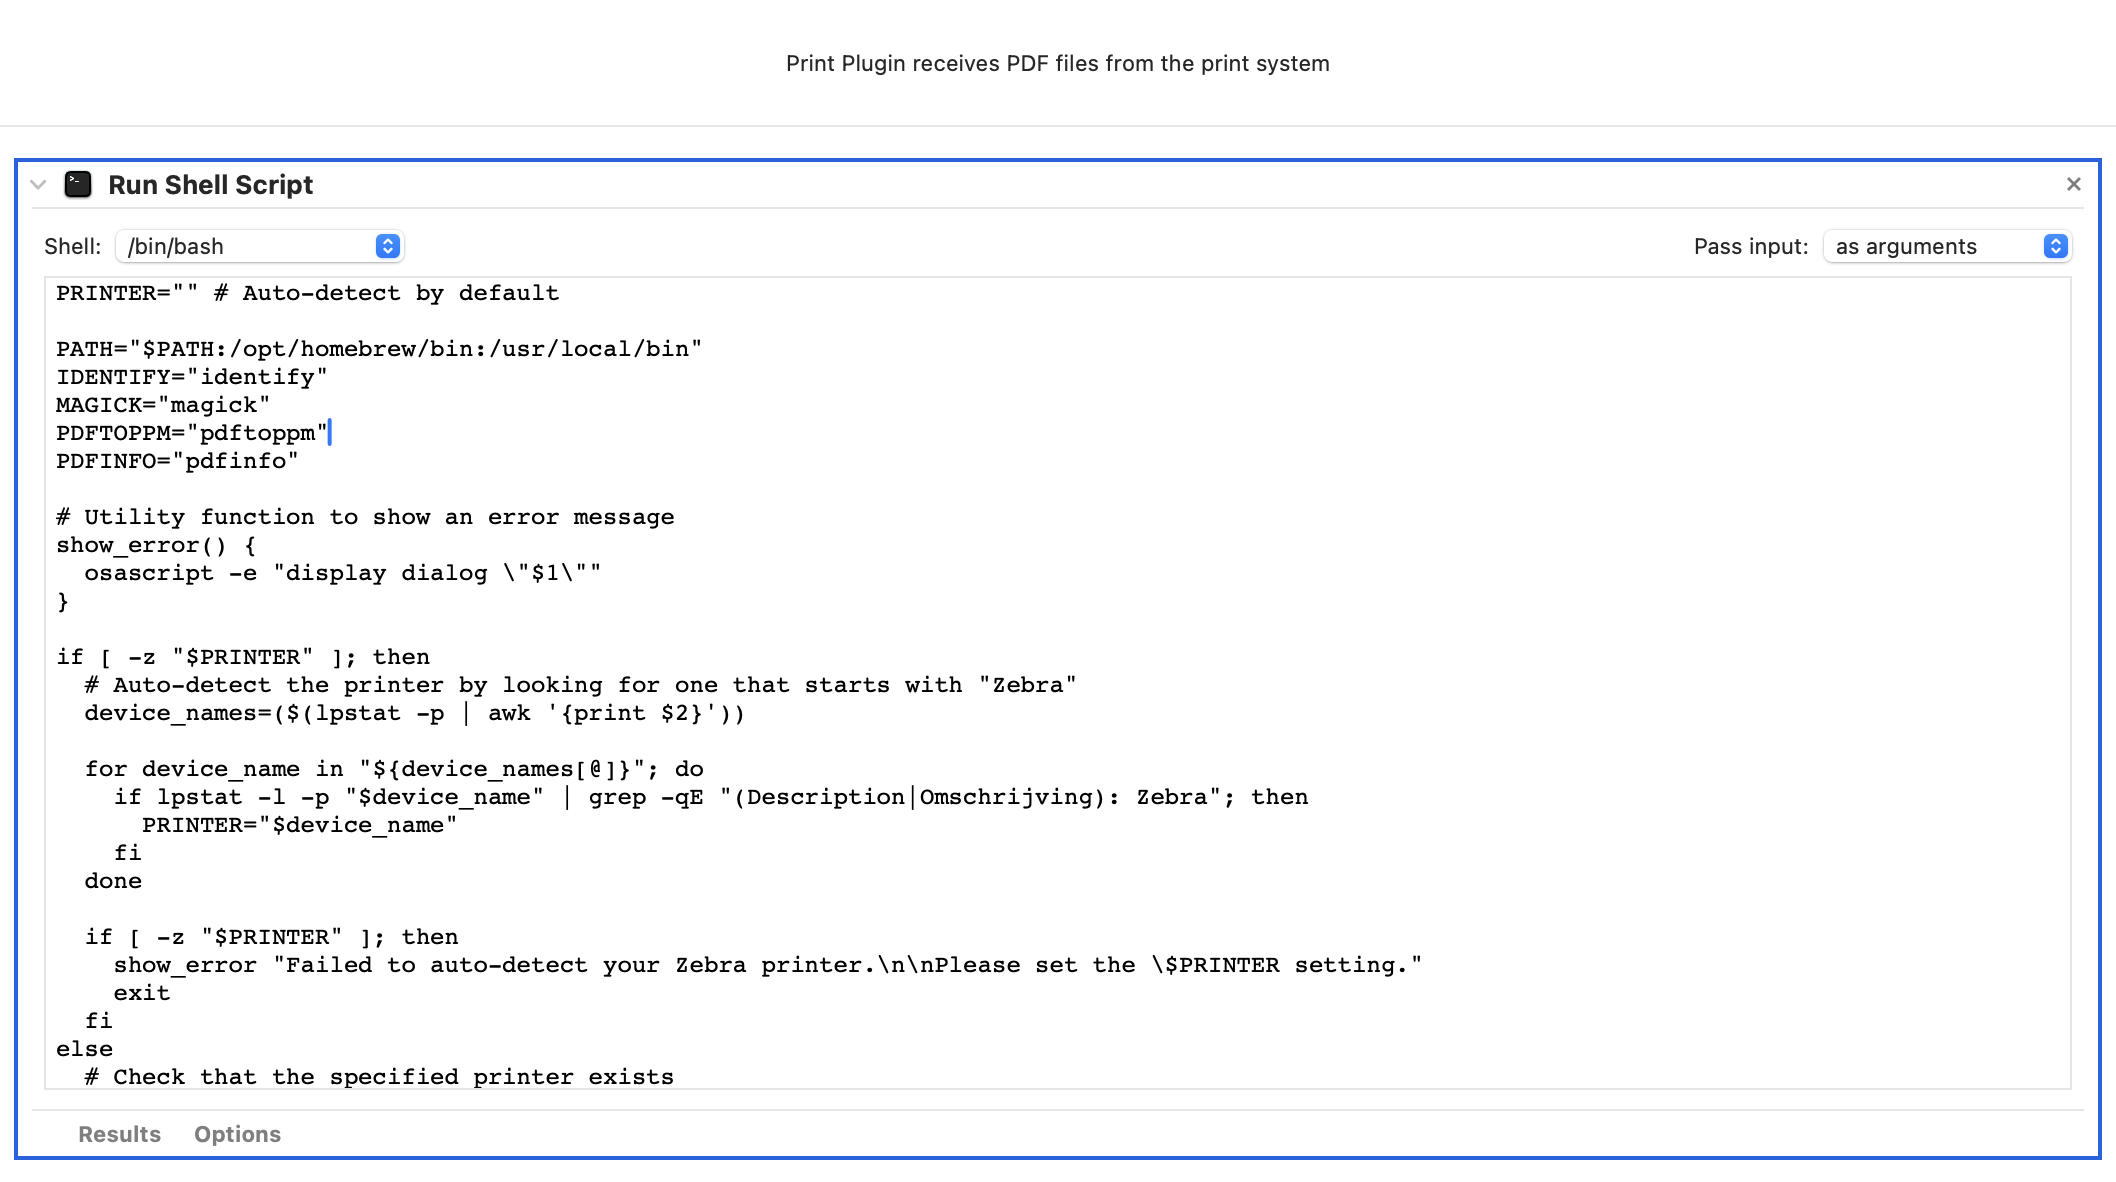 Print Plugin receives PDF files from the print system
Run Shell Script
Shell: /bin/bash Pass input: as arguments
PRINTER="" # Auto-detect by default
PATH="$PATH:/opt/homebrew/bin:/usr/local/bin"
IDENTIFY="identify"
MAGICK="magick"
PDFTOPPM="pdftoppm"
PDFINFO="pdfinfo"
# Utility function to show an error message
show_error() {
  osascript -e "display dialog \"$1\""
}
if [ -z "$PRINTER" ]; then
  # Auto-detect the printer by looking for one that starts with "Zebra"
  device_names=($(lpstat -p | awk '{print $2}'))
  for device_name in "${device_names[@]}"; do
    if lpstat -l -p "$device_name" | grep -qE "(Description|Omschrijving): Zebra"; then
      PRINTER="$device_name"
    fi
  done
  if [ -z "$PRINTER" ]; then
    show_error "Failed to auto-detect your Zebra printer.\n\nPlease set the \$PRINTER setting."
    exit
  fi
else
  # Check that the specified printer exists
Results Options